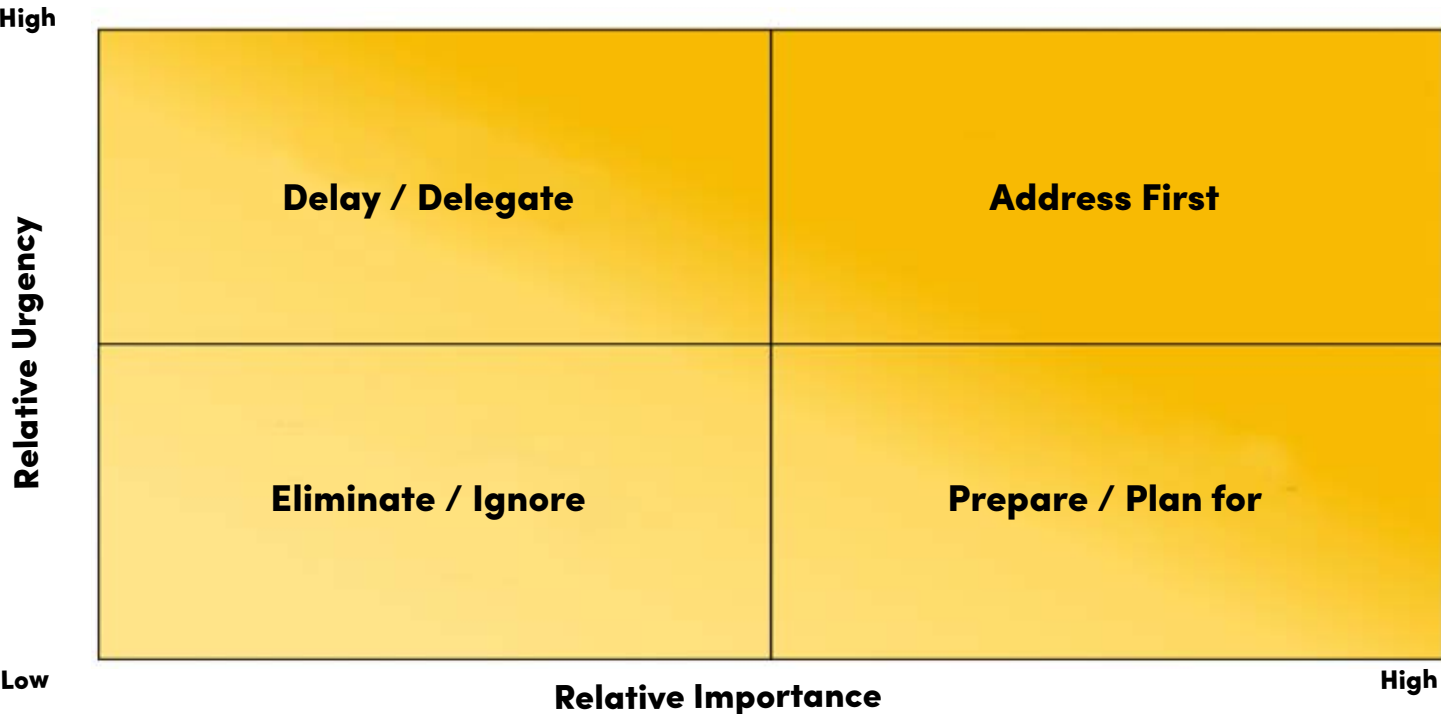 High
Delay / Delegate
Address First
Relative Urgency
Eliminate / Ignore
Prepare / Plan for
Low
Relative Importance
High